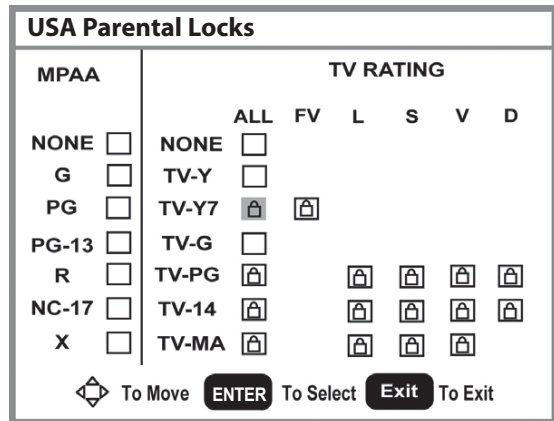 USA Parental Locks
MPAA TV RATING
ALL FV L S V D
NONE NONE
G TV-Y
PG TV-Y7
PG-13 TV-G
R TV-PG
NC-17 TV-14
X TV-MA
To Move ENTER To Select Exit To Exit